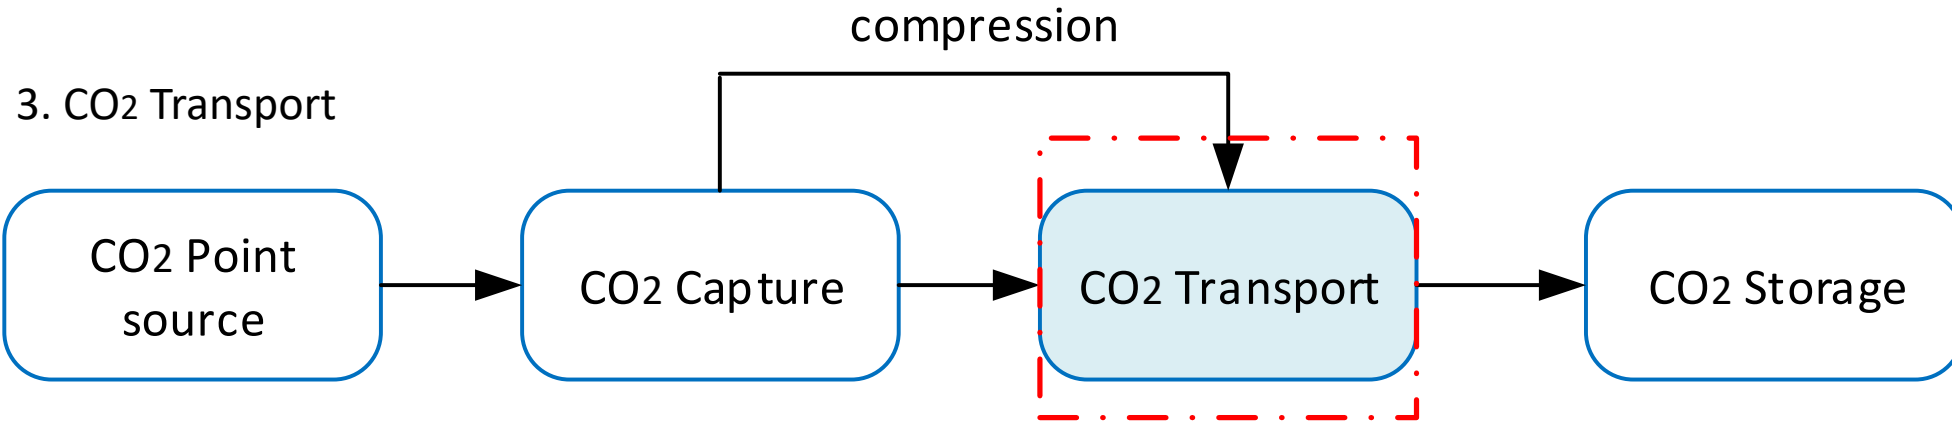 compression
3. CO2 Transport
CO2 Point
source
CO2 Capture
CO2 Transport
CO2 Storage